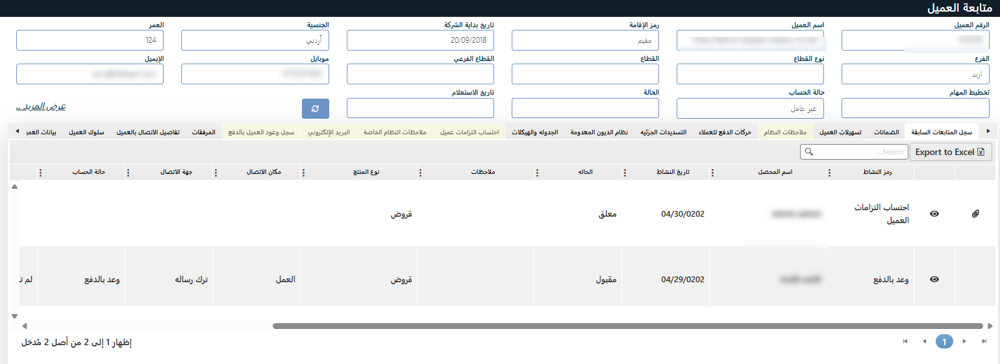 متابعة العميل
الرقم العميل
اسم العميل
رمز الإقامة
تاريخ بداية الشركة
الجنسية
العمر
مقيم
20/09/2018
أردني
124
الفرع
نوع القطاع
القطاع
القطاع الفرعي
موبايل
الإيميل
اربد
تخطيط المهام
حالة الحساب
الحالة
تاريخ الاستعلام
غير عامل
عرض المزيد ..
سجل المتابعات السابقة
الضمانات
تسهيلات العميل
ملاحظات النظام
حركات الدفع للعملاء
التسديدات الجزئيه
نظام الديون المعدومة
الجدوله والهيكلات
احتساب التزامات عميل
ملاحظات النظام الخاصة
البريد الإلكتروني
سجل وعود العميل بالدفع
المرفقات
تفاصيل الاتصال بالعميل
سلوك العميل
بيانات العمي
Export to Excel
Search...
رمز النشاط
اسم المحصل
تاريخ النشاط
الحاله
ملاحظات
نوع المنتج
مكان الاتصال
جهة الاتصال
حالة الحساب
احتساب التزامات
العميل
04/30/0202
معلق
قروض
وعد بالدفع
04/29/0202
مقبول
قروض
العمل
ترك رساله
وعد بالدفع
لم ت
1
إظهار 1 إلى 2 من أصل 2 مُدخل